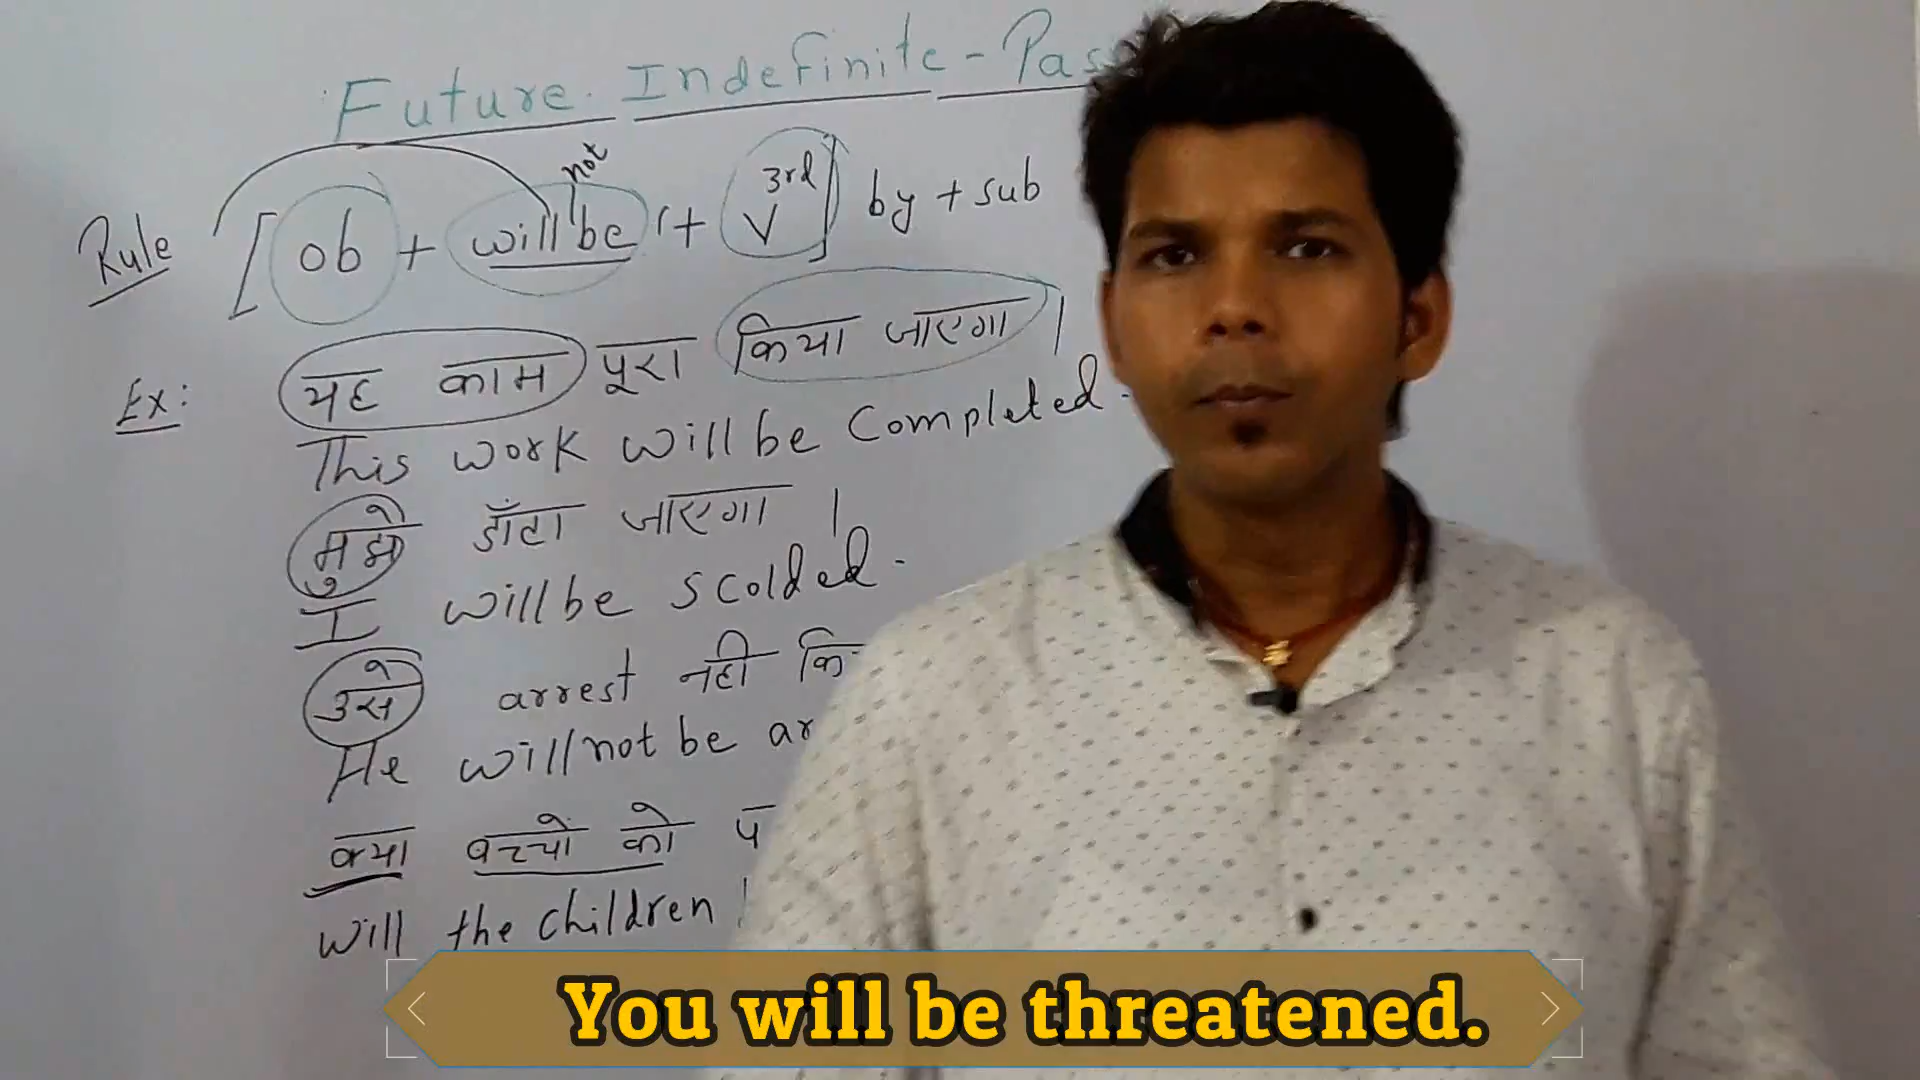 Future Indefinite - Pass
not
Rule [ob + will be + V 3rd] by + sub
Ex: यह काम पूरा किया जाएगा।
This work will be completed.
मुझे डाँटा जाएगा।
I will be scolded.
उसे arrest नही कि
He will not be ar
क्या बच्चो को प
will the children
You will be threatened.